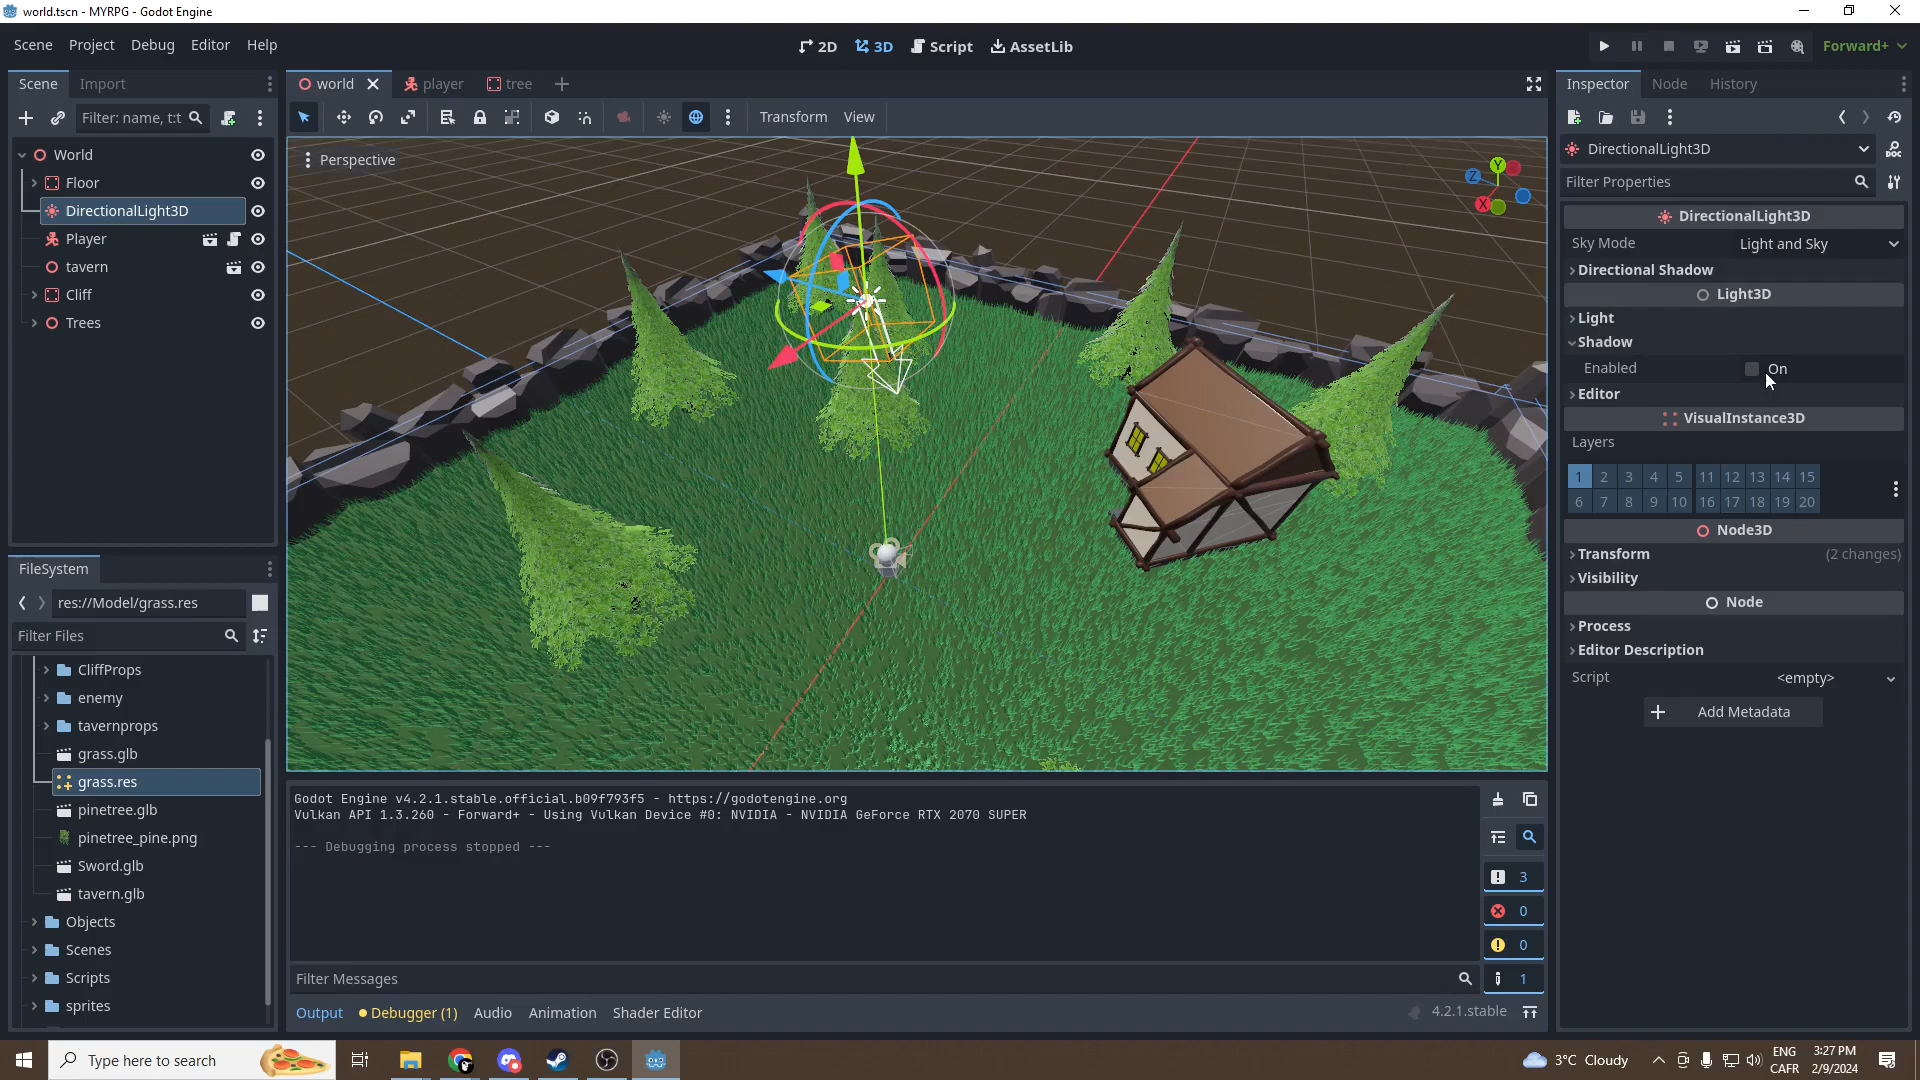 world.tscn - MYRPG - Godot Engine
Scene Project Debug Editor Help
2D 3D Script AssetLib
Forward+
Scene Import
world player tree
Inspector Node History
Filter: name, t:t
Transform View
World
Floor
DirectionalLight3D
Player
tavern
Cliff
Trees
Perspective
Y
Z
X
DirectionalLight3D
Filter Properties
DirectionalLight3D
Sky Mode Light and Sky
Directional Shadow
Light3D
Light
Shadow
Enabled On
Editor
VisualInstance3D
Layers
1 2 3 4 5 11 12 13 14 15
6 7 8 9 10 16 17 18 19 20
Node3D
Transform (2 changes)
Visibility
Node
Process
Editor Description
Script <empty>
Add Metadata
FileSystem
res://Model/grass.res
Filter Files
CliffProps
enemy
tavernprops
grass.glb
grass.res
pinetree.glb
pinetree_pine.png
Sword.glb
tavern.glb
Objects
Scenes
Scripts
sprites
Godot Engine v4.2.1.stable.official.b09f793f5 - https://godotengine.org
Vulkan API 1.3.260 - Forward+ - Using Vulkan Device #0: NVIDIA - NVIDIA GeForce RTX 2070 SUPER
--- Debugging process stopped ---
3
0
0
1
Filter Messages
Output Debugger (1) Audio Animation Shader Editor
4.2.1.stable
Type here to search
3°C Cloudy
ENG
CAFR
3:27 PM
2/9/2024